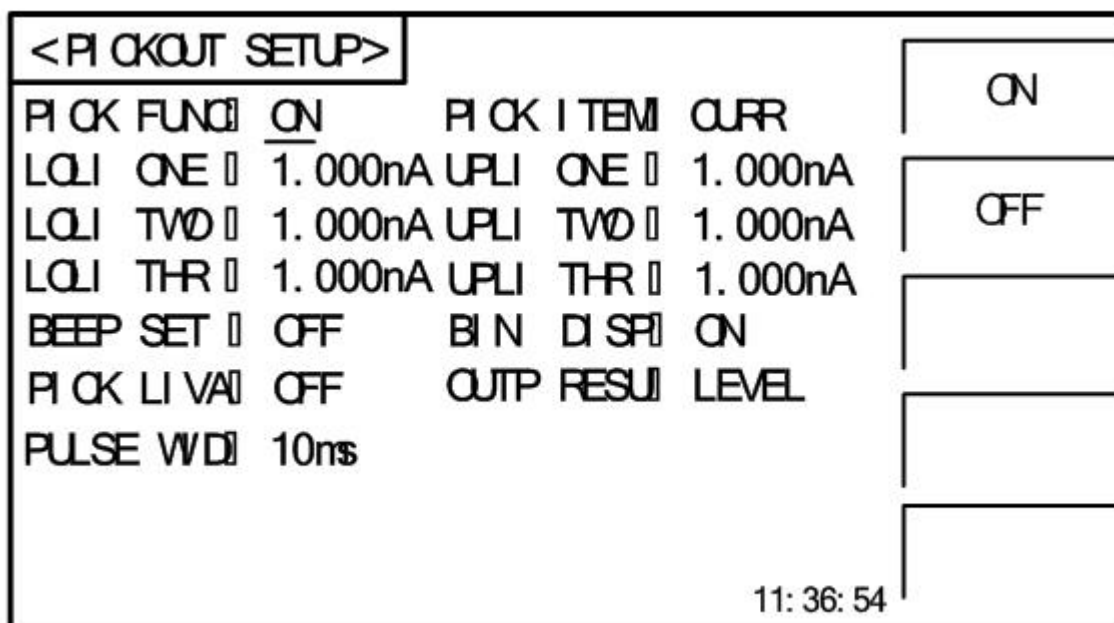 <PICKOUT SETUP>
PICK FUNC▯ ON PICK ITEM▯ CURR
LOLI ONE▯ 1.000nA UPLI ONE▯ 1.000nA
LOLI TWO▯ 1.000nA UPLI TWO▯ 1.000nA
LOLI THR▯ 1.000nA UPLI THR▯ 1.000nA
BEEP SET▯ OFF BIN DISP▯ ON
PICK LIVA▯ OFF OUTP RESU▯ LEVEL
PULSE WID▯ 10ms
11:36:54
ON
OFF